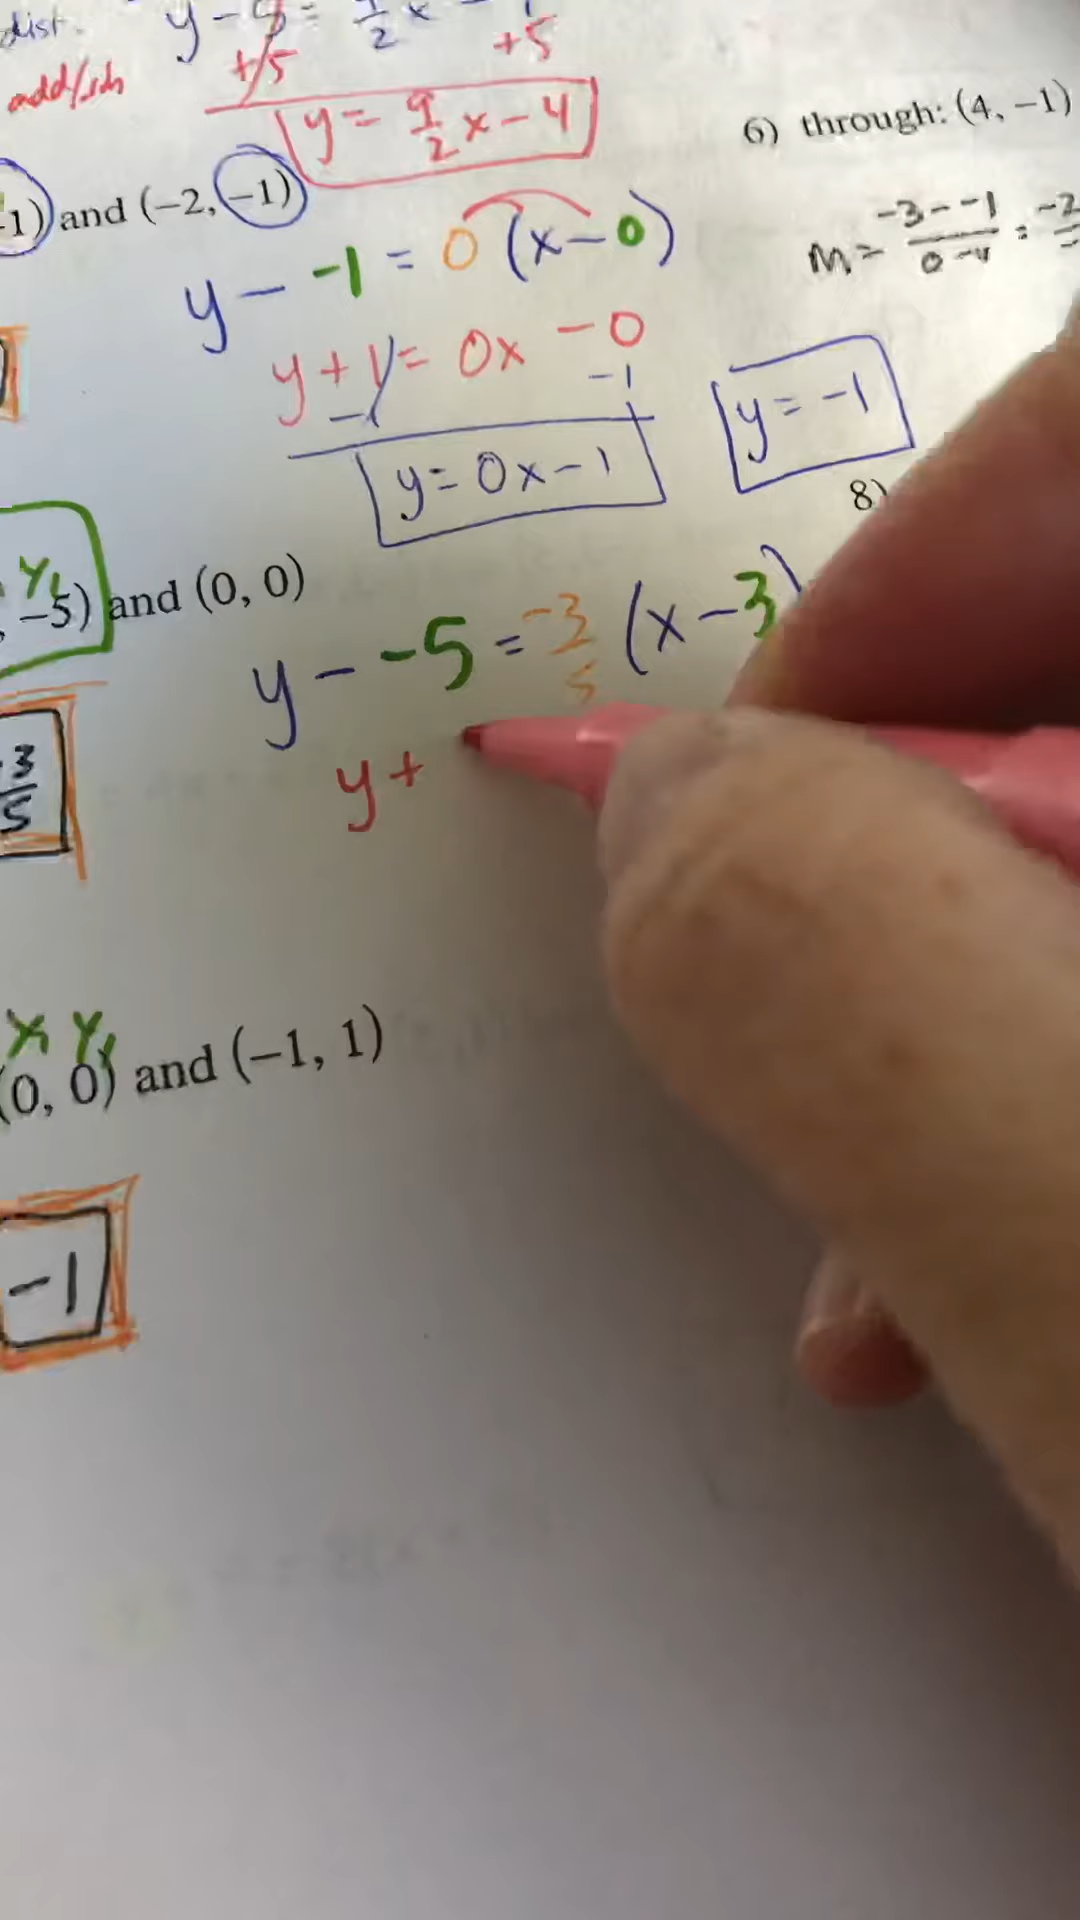 dist. y - 5 = 9/2 x -
add/sub +5 +5
y = 9/2 x - 4
6) through: (4, -1)
1) and (-2, -1)
m = -3--1 / 0-4 = -2
y - -1 = 0 (x - 0)
y + 1 = 0x - 0
-1 -1
y = 0x - 1
y = -1
8)
y1
, -5) and (0, 0)
y - -5 = -3/5 (x - 3)
y +
3/5
x1 y1
(0, 0) and (-1, 1)
-1